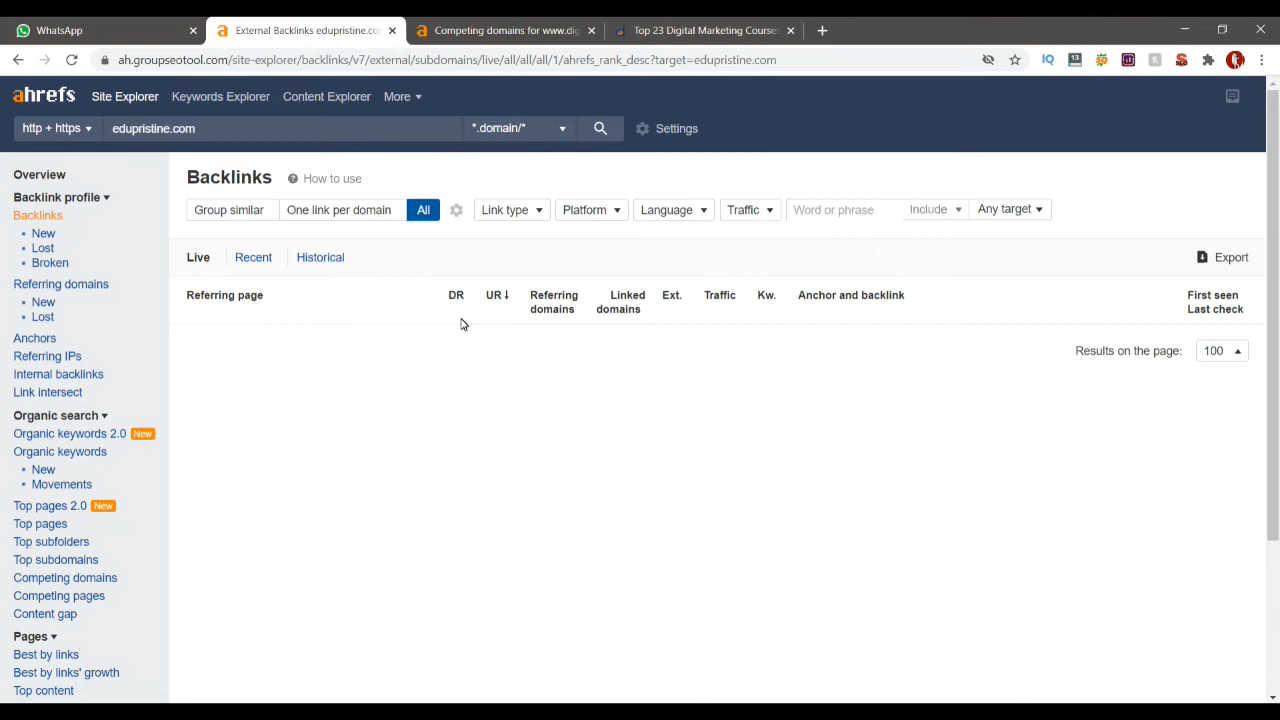 WhatsApp
External Backlinks edupristine.co
Competing domains for www.dig
Top 23 Digital Marketing Course
ah.groupseotool.com/site-explorer/backlinks/v7/external/subdomains/live/all/all/all/1/ahrefs_rank_desc?target=edupristine.com
IQ
13
ahrefs
Site Explorer
Keywords Explorer
Content Explorer
More
http + https
edupristine.com
*.domain/*
Settings
Overview
Backlink profile
Backlinks
New
Lost
Broken
Referring domains
New
Lost
Anchors
Referring IPs
Internal backlinks
Link intersect
Organic search
Organic keywords 2.0 New
Organic keywords
New
Movements
Top pages 2.0 New
Top pages
Top subfolders
Top subdomains
Competing domains
Competing pages
Content gap
Pages
Best by links
Best by links' growth
Top content
Backlinks
? How to use
Group similar
One link per domain
All
Link type
Platform
Language
Traffic
Word or phrase
Include
Any target
Live
Recent
Historical
Export
Referring page
DR
UR
Referring domains
Linked domains
Ext.
Traffic
Kw.
Anchor and backlink
First seen
Last check
Results on the page: 100